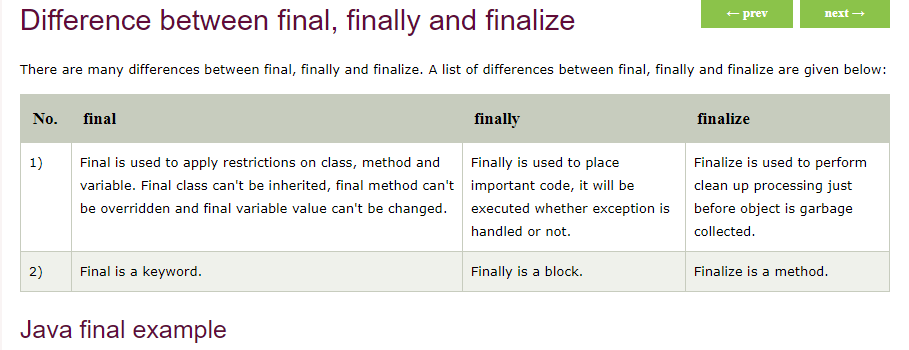 Difference between final, finally and finalize
← prev
next →
There are many differences between final, finally and finalize. A list of differences between final, finally and finalize are given below:
No.
final
finally
finalize
1)
Final is used to apply restrictions on class, method and
variable. Final class can't be inherited, final method can't
be overridden and final variable value can't be changed.
Finally is used to place
important code, it will be
executed whether exception is
handled or not.
Finalize is used to perform
clean up processing just
before object is garbage
collected.
2)
Final is a keyword.
Finally is a block.
Finalize is a method.
Java final example